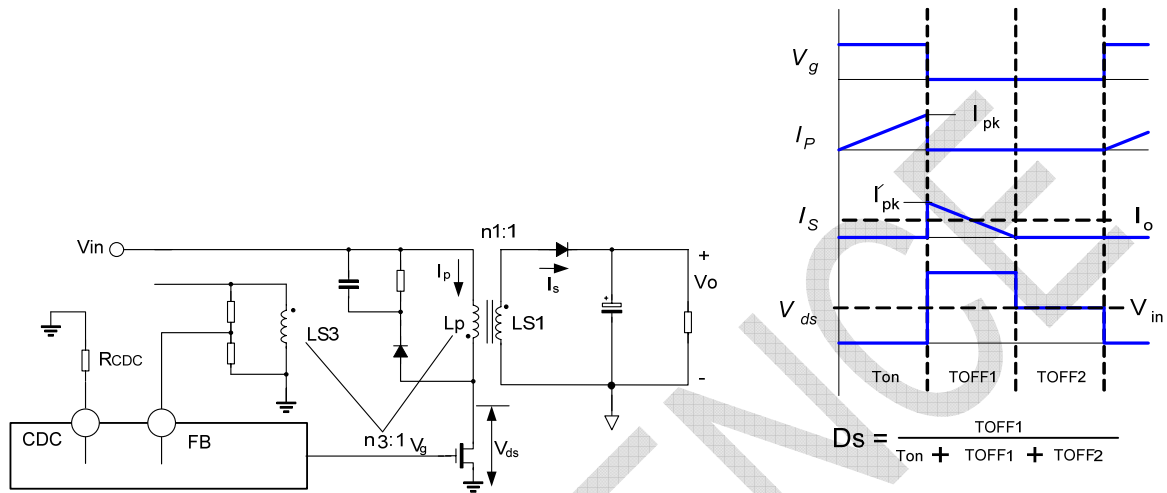 Vin
n1:1
Ip
Is
+
Vo
-
Lp
LS1
LS3
RCDC
CDC
FB
n3:1
Vg
Vds
+
Vg
IP
Ipk
IS
I´pk
Io
Vds
Vin
Ton TOFF1 TOFF2
Ds = TOFF1
Ton + TOFF1 + TOFF2